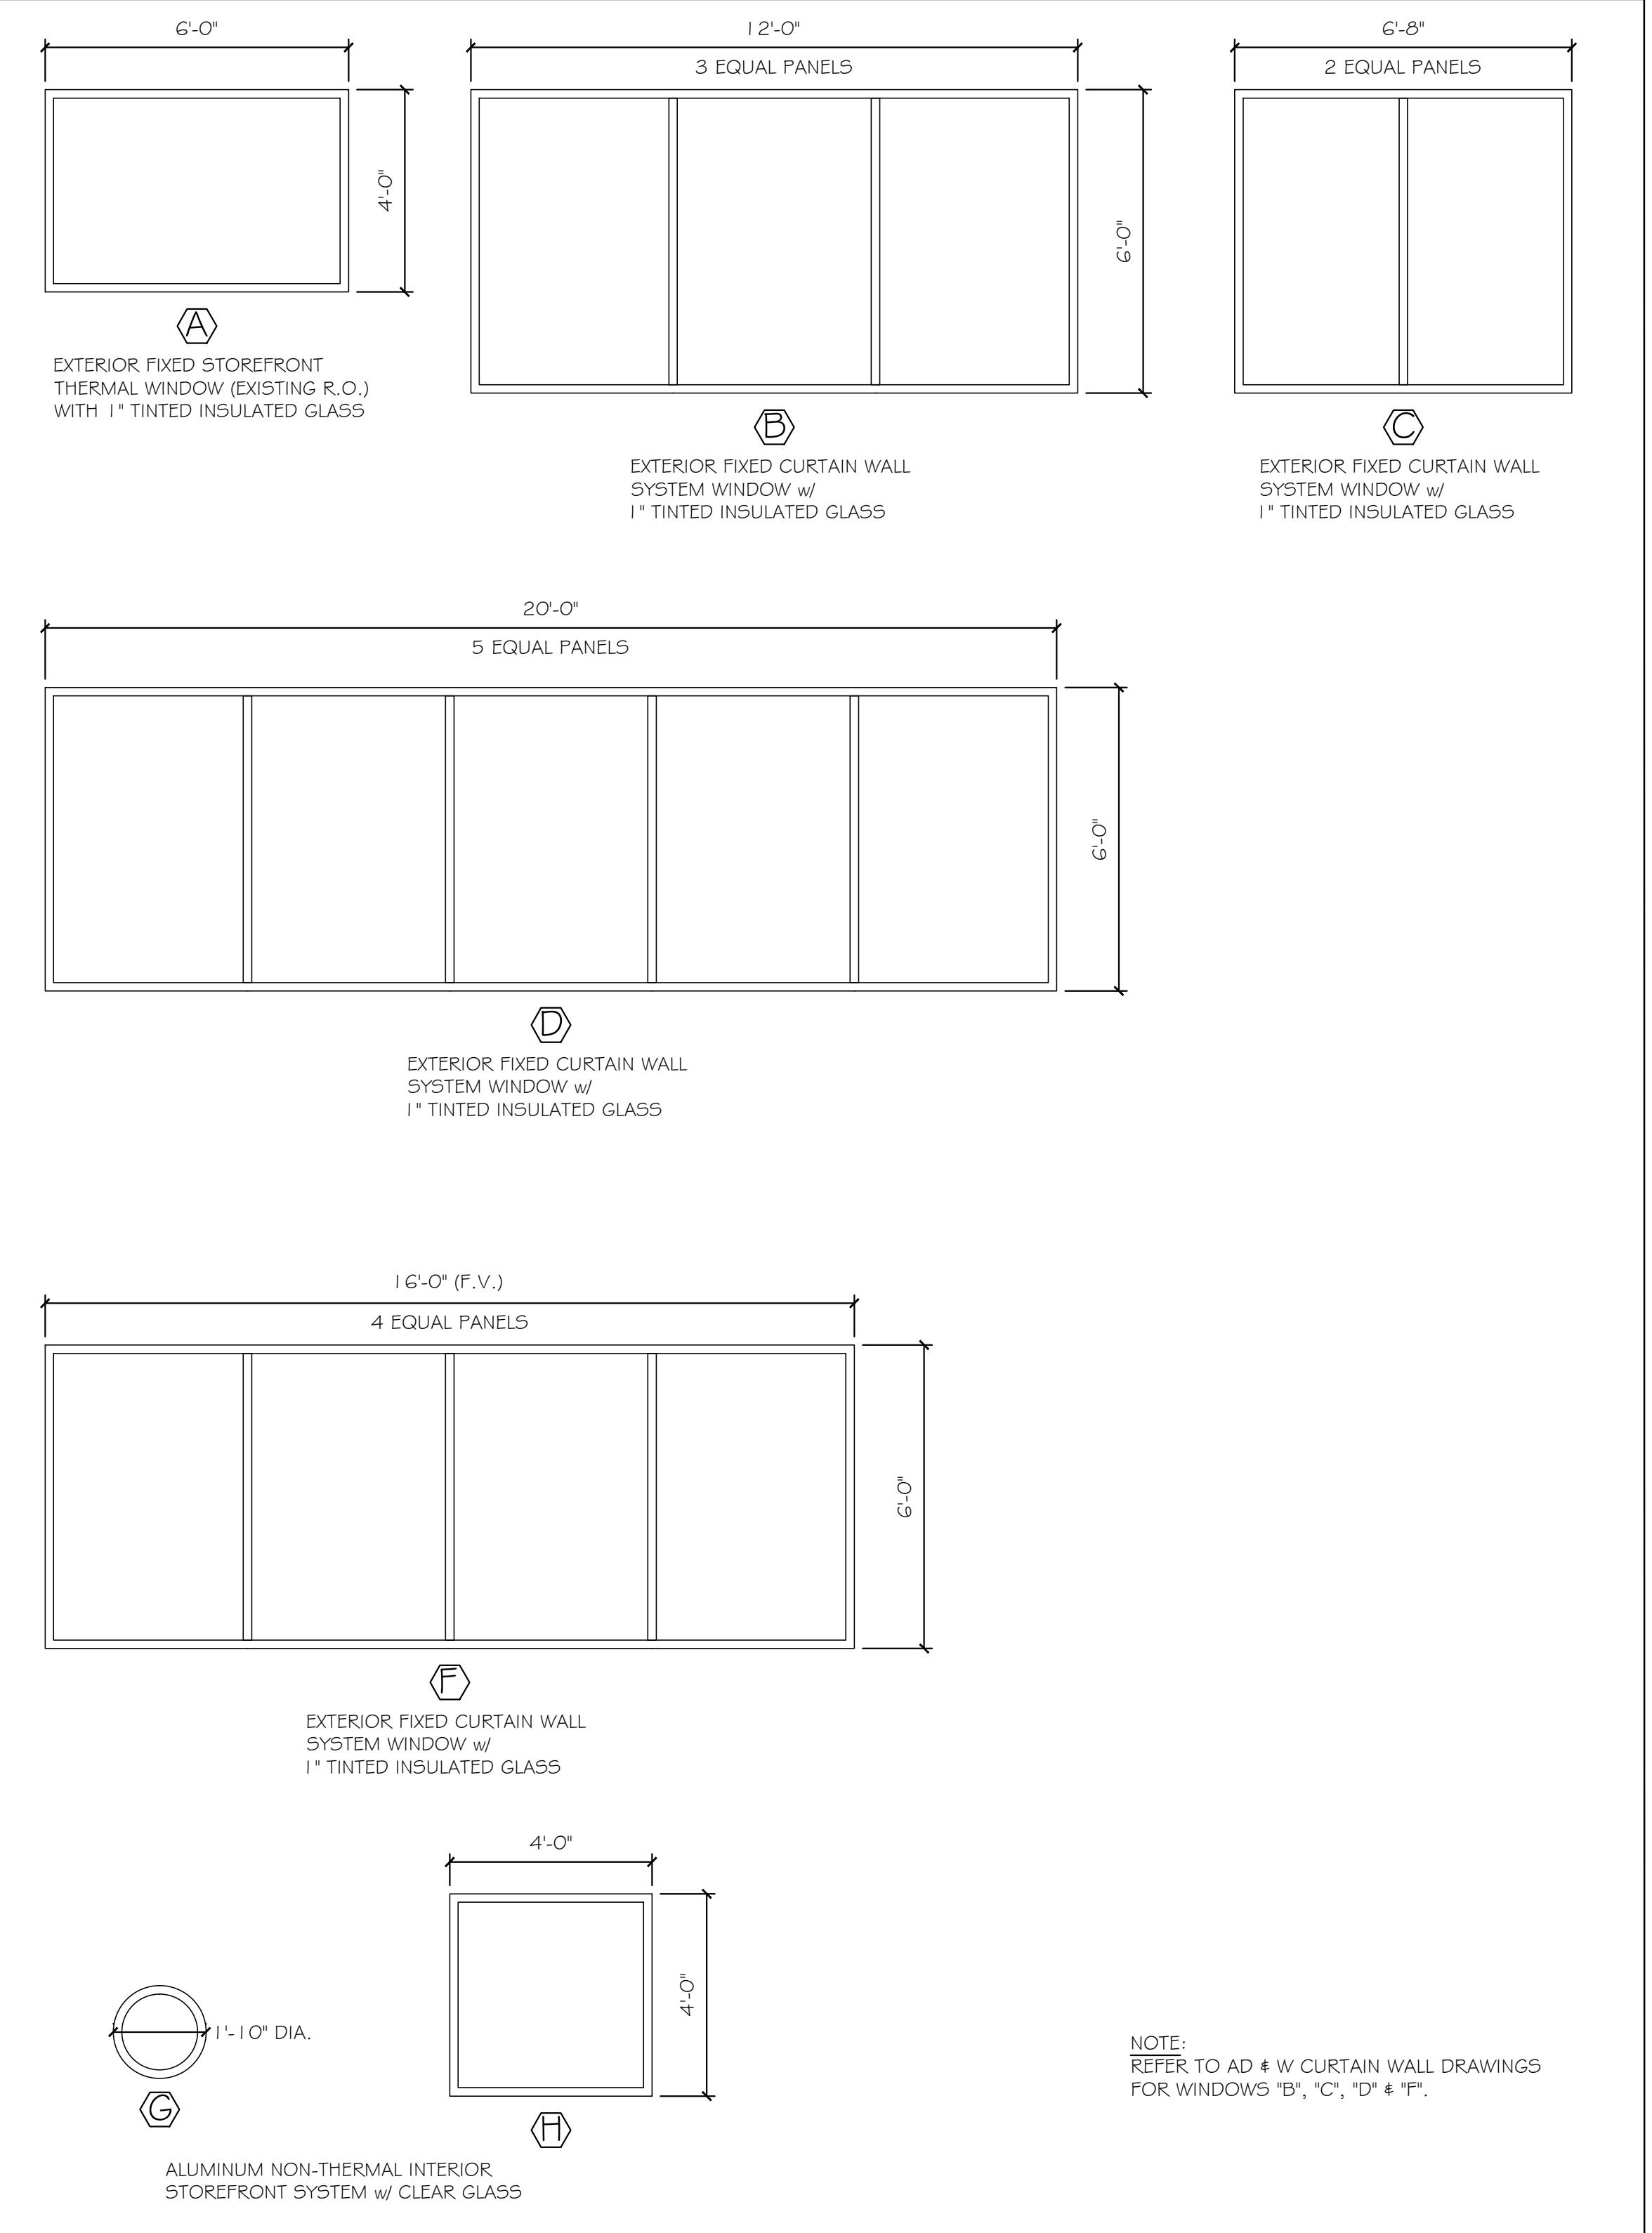 6'-0"
12'-0"
6'-8"
3 EQUAL PANELS
2 EQUAL PANELS
4'-0"
6'-0"
A
EXTERIOR FIXED STOREFRONT
THERMAL WINDOW (EXISTING R.O.)
WITH 1" TINTED INSULATED GLASS
B
EXTERIOR FIXED CURTAIN WALL
SYSTEM WINDOW w/
1" TINTED INSULATED GLASS
C
EXTERIOR FIXED CURTAIN WALL
SYSTEM WINDOW w/
1" TINTED INSULATED GLASS
20'-0"
5 EQUAL PANELS
6'-0"
D
EXTERIOR FIXED CURTAIN WALL
SYSTEM WINDOW w/
1" TINTED INSULATED GLASS
16'-0" (F.V.)
4 EQUAL PANELS
6'-0"
F
EXTERIOR FIXED CURTAIN WALL
SYSTEM WINDOW w/
1" TINTED INSULATED GLASS
4'-0"
4'-0"
1'-10" DIA.
G
H
ALUMINUM NON-THERMAL INTERIOR
STOREFRONT SYSTEM w/ CLEAR GLASS
NOTE:
REFER TO AD & W CURTAIN WALL DRAWINGS
FOR WINDOWS "B", "C", "D" & "F".